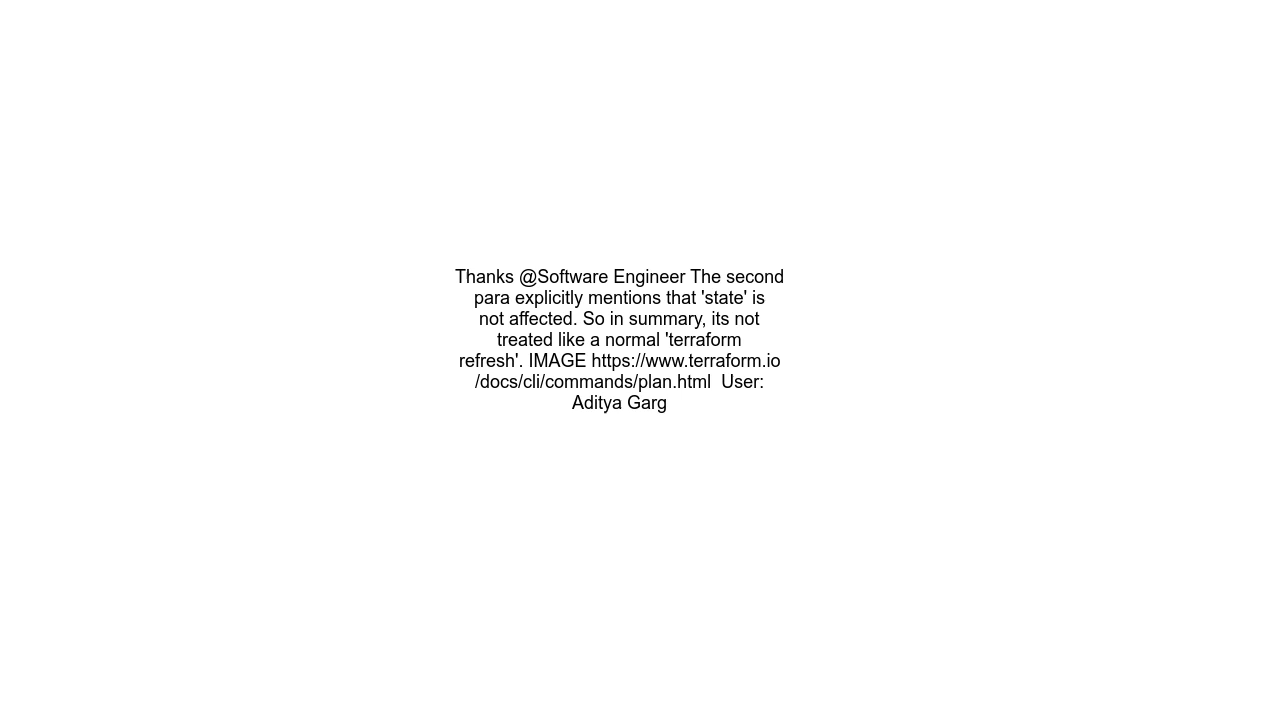 Thanks @Software Engineer The second
para explicitly mentions that 'state' is
not affected. So in summary, its not
treated like a normal 'terraform
refresh'. IMAGE https://www.terraform.io
/docs/cli/commands/plan.html  User:
Aditya Garg